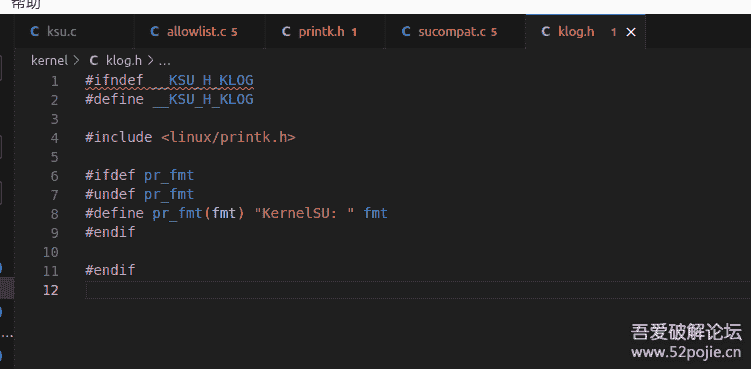 帮助
ksu.c
allowlist.c 5
printk.h 1
sucompat.c 5
klog.h 1 ×
kernel > C klog.h > ...
1 #ifndef __KSU_H_KLOG
2 #define __KSU_H_KLOG
3
4 #include <linux/printk.h>
5
6 #ifdef pr_fmt
7 #undef pr_fmt
8 #define pr_fmt(fmt) "KernelSU: " fmt
9 #endif
10
11 #endif
12
吾爱破解论坛
www.52pojie.cn